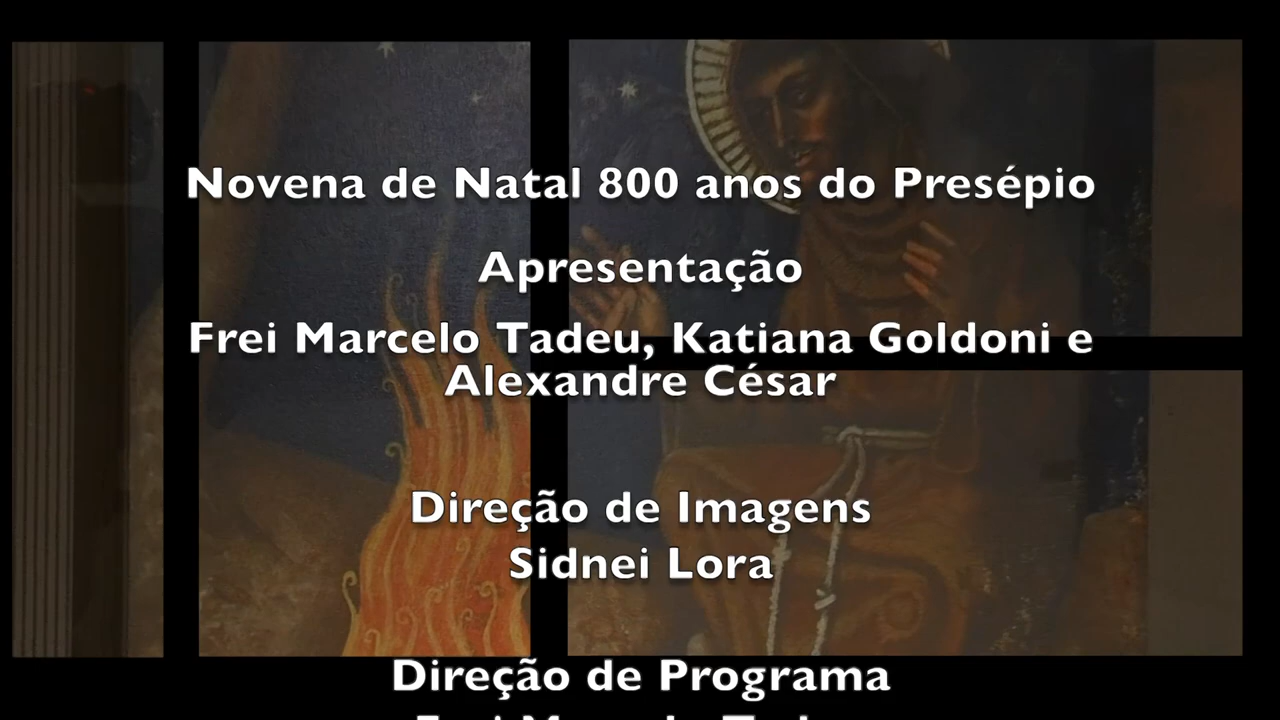 Novena de Natal 800 anos do Presépio
Apresentação
Frei Marcelo Tadeu, Katiana Goldoni e
Alexandre César
Direção de Imagens
Sidnei Lora
Direção de Programa